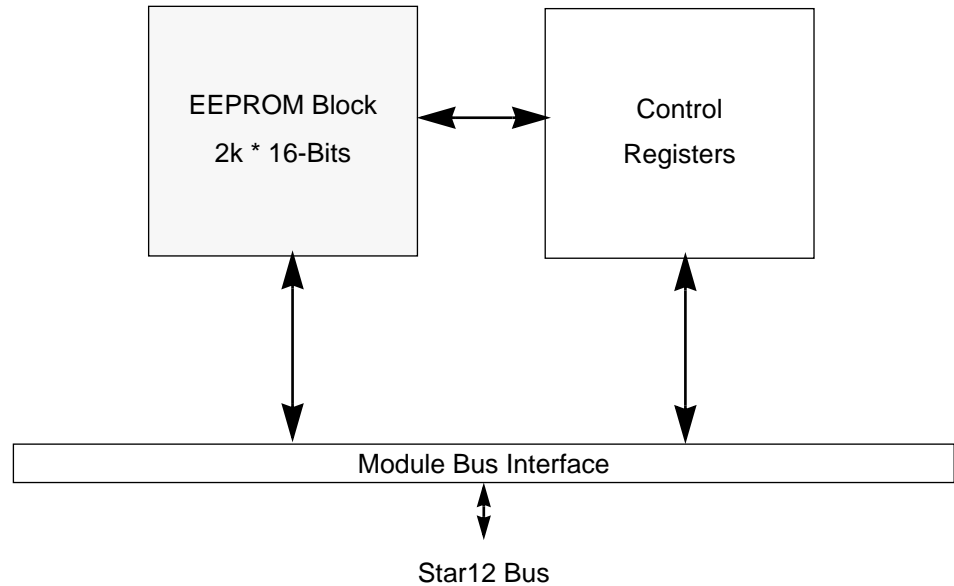 EEPROM Block
2k * 16-Bits
Control
Registers
Module Bus Interface
Star12 Bus